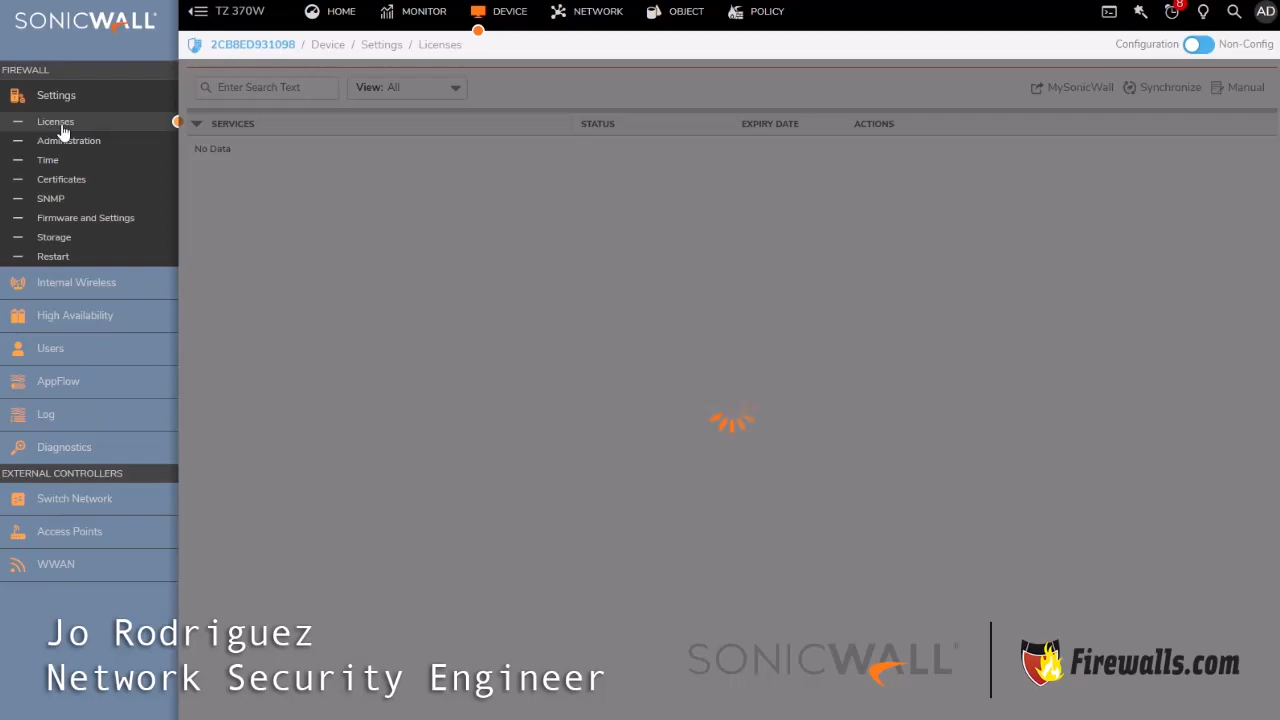 SONICWALL
TZ 370W
HOME
MONITOR
DEVICE
NETWORK
OBJECT
POLICY
8
AD
2CB8ED931098 / Device / Settings / Licenses
Configuration
Non-Config
FIREWALL
Settings
Licenses
Administration
Time
Certificates
SNMP
Firmware and Settings
Storage
Restart
Internal Wireless
High Availability
Users
AppFlow
Log
Diagnostics
EXTERNAL CONTROLLERS
Switch Network
Access Points
WWAN
Enter Search Text
View: All
MySonicWall
Synchronize
Manual
SERVICES
STATUS
EXPIRY DATE
ACTIONS
No Data
Jo Rodriguez
Network Security Engineer
SONICWALL
Firewalls.com